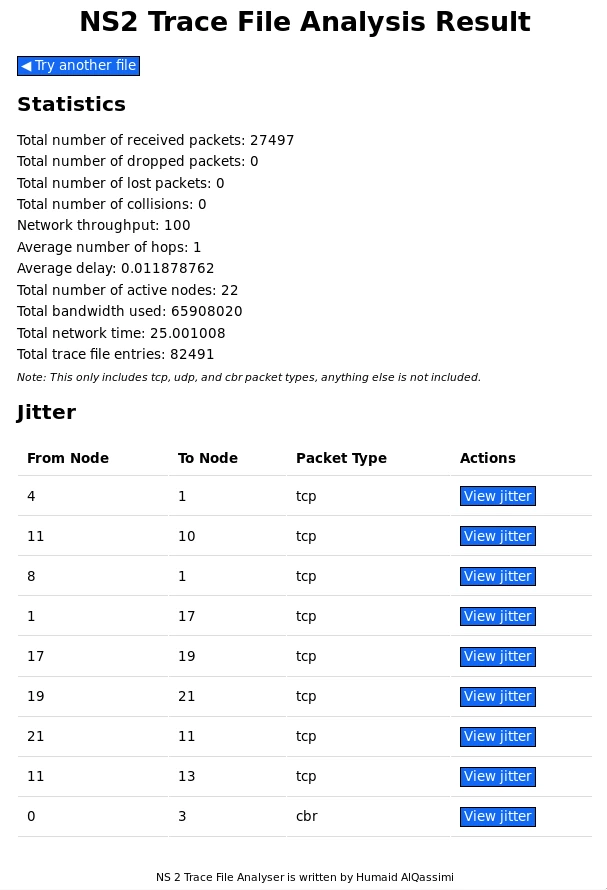 NS2 Trace File Analysis Result
◀ Try another file
Statistics
Total number of received packets: 27497
Total number of dropped packets: 0
Total number of lost packets: 0
Total number of collisions: 0
Network throughput: 100
Average number of hops: 1
Average delay: 0.011878762
Total number of active nodes: 22
Total bandwidth used: 65908020
Total network time: 25.001008
Total trace file entries: 82491
Note: This only includes tcp, udp, and cbr packet types, anything else is not included.
Jitter
From Node To Node Packet Type Actions
4 1 tcp View jitter
11 10 tcp View jitter
8 1 tcp View jitter
1 17 tcp View jitter
17 19 tcp View jitter
19 21 tcp View jitter
21 11 tcp View jitter
11 13 tcp View jitter
0 3 cbr View jitter
NS 2 Trace File Analyser is written by Humaid AlQassimi